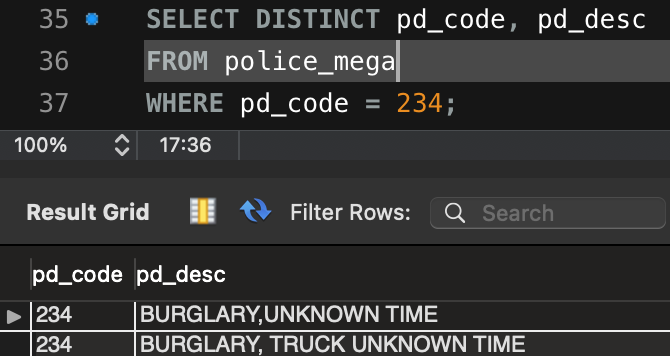 35 SELECT DISTINCT pd_code, pd_desc
36 FROM police_mega
37 WHERE pd_code = 234;
100% 17:36
Result Grid Filter Rows: Search
pd_code pd_desc
234 BURGLARY,UNKNOWN TIME
234 BURGLARY, TRUCK UNKNOWN TIME